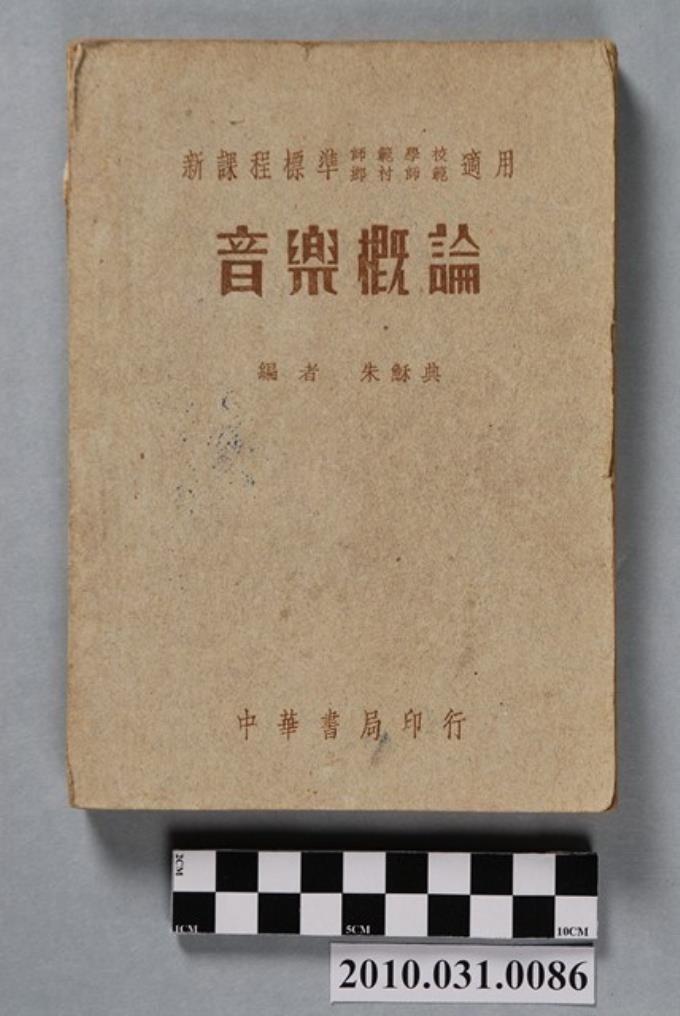 新課程標準師範學校鄉村師範適用
音樂概論
編者 朱穌典
中華書局印行
2CM
1CM 5CM 10CM
2010.031.0086